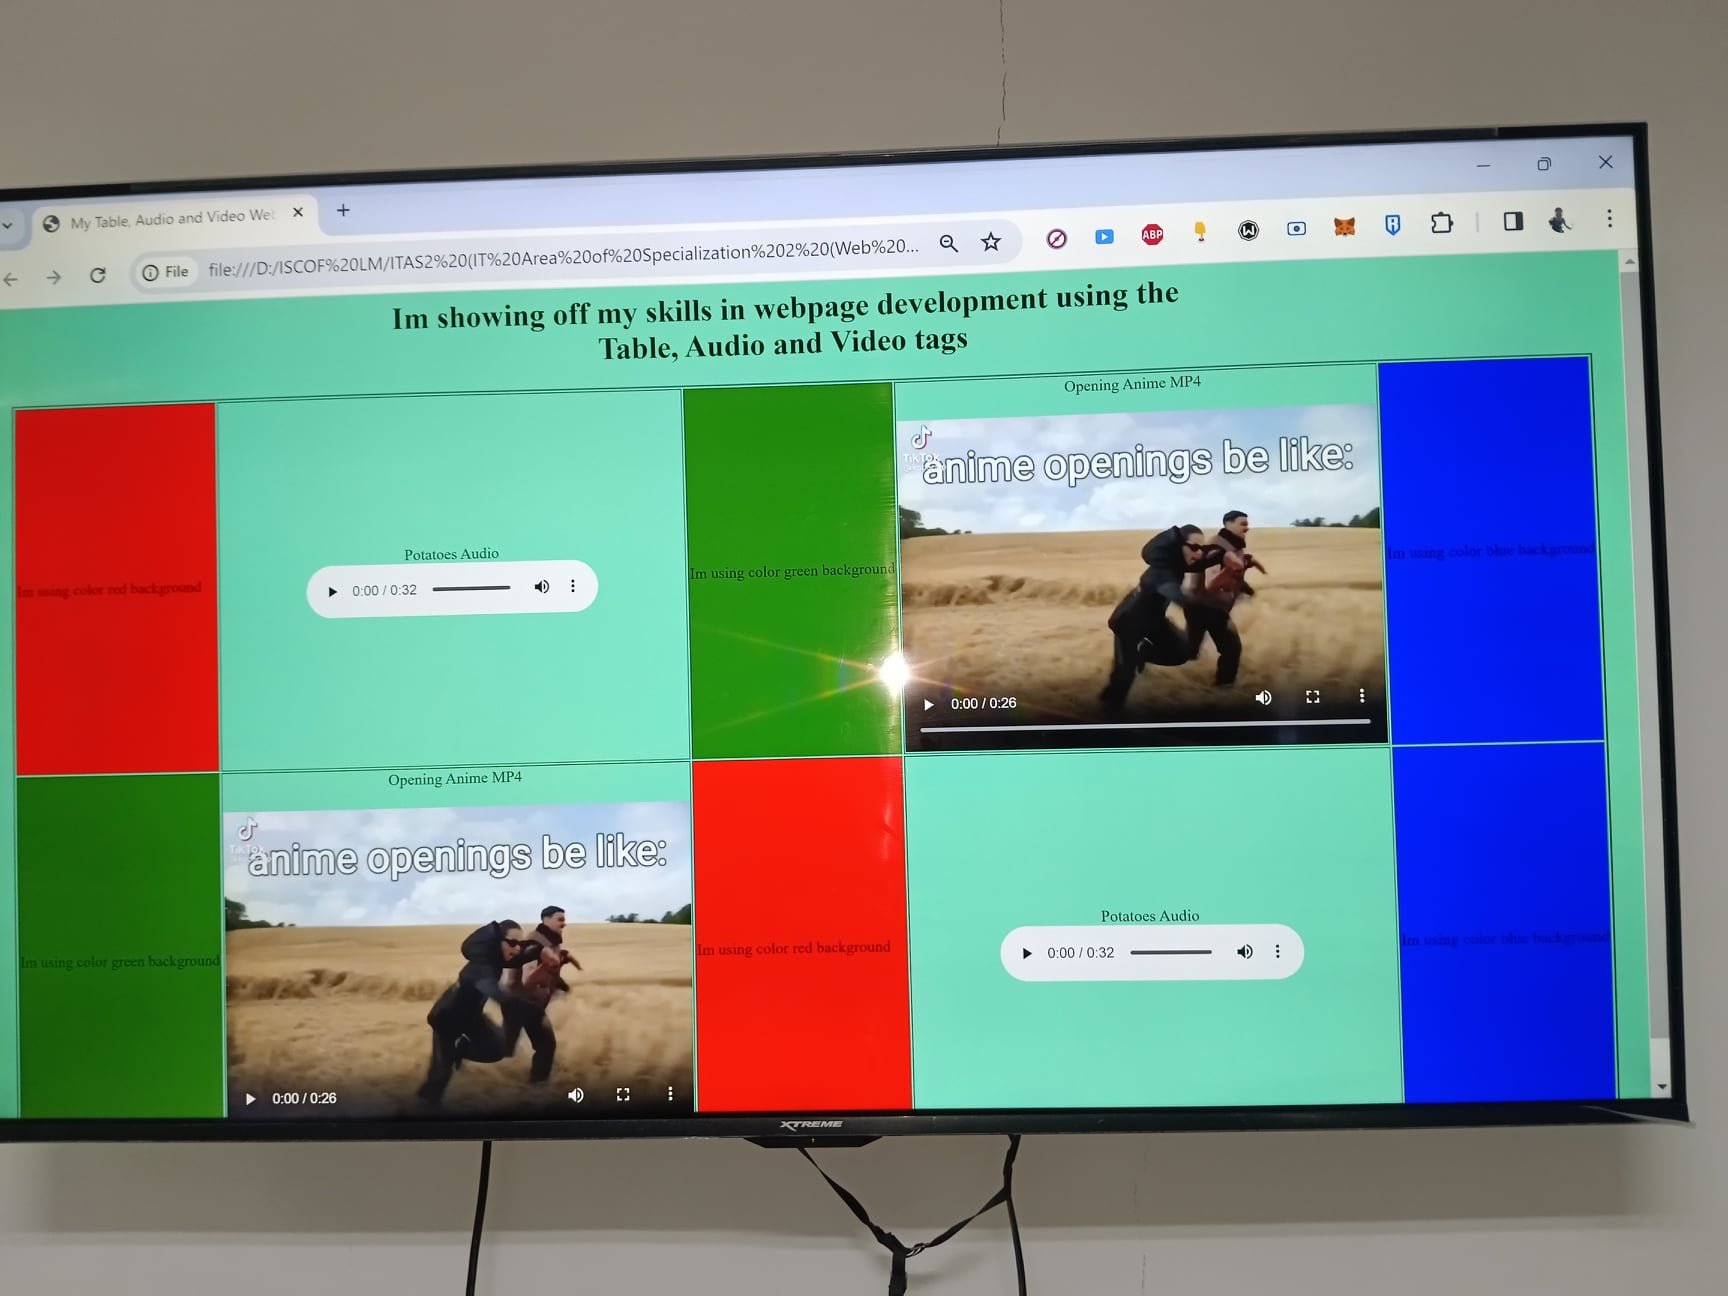 My Table, Audio and Video We
File
file:///D:/ISCOF%20LM/ITAS2%20(IT%20Area%20of%20Specialization%202%20(Web%20...
ABP
Im showing off my skills in webpage development using the
Table, Audio and Video tags
Im using color red background
Potatoes Audio
0:00 / 0:32
Im using color green background
Opening Anime MP4
TikTok
anime openings be like:
0:00 / 0:26
Im using color blue background
Im using color green background
Opening Anime MP4
TikTok
anime openings be like:
0:00 / 0:26
Im using color red background
Potatoes Audio
0:00 / 0:32
Im using color blue background
XTREME